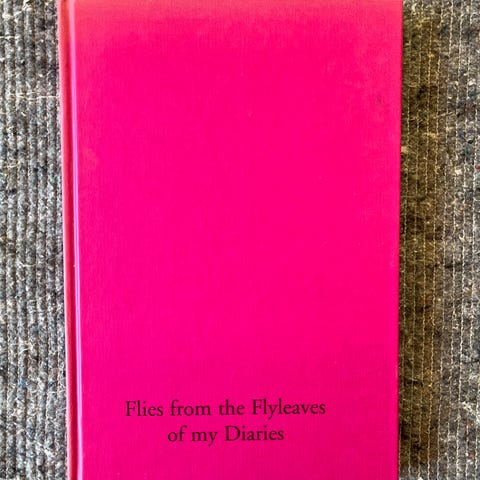 Flies from the Flyleaves
of my Diaries